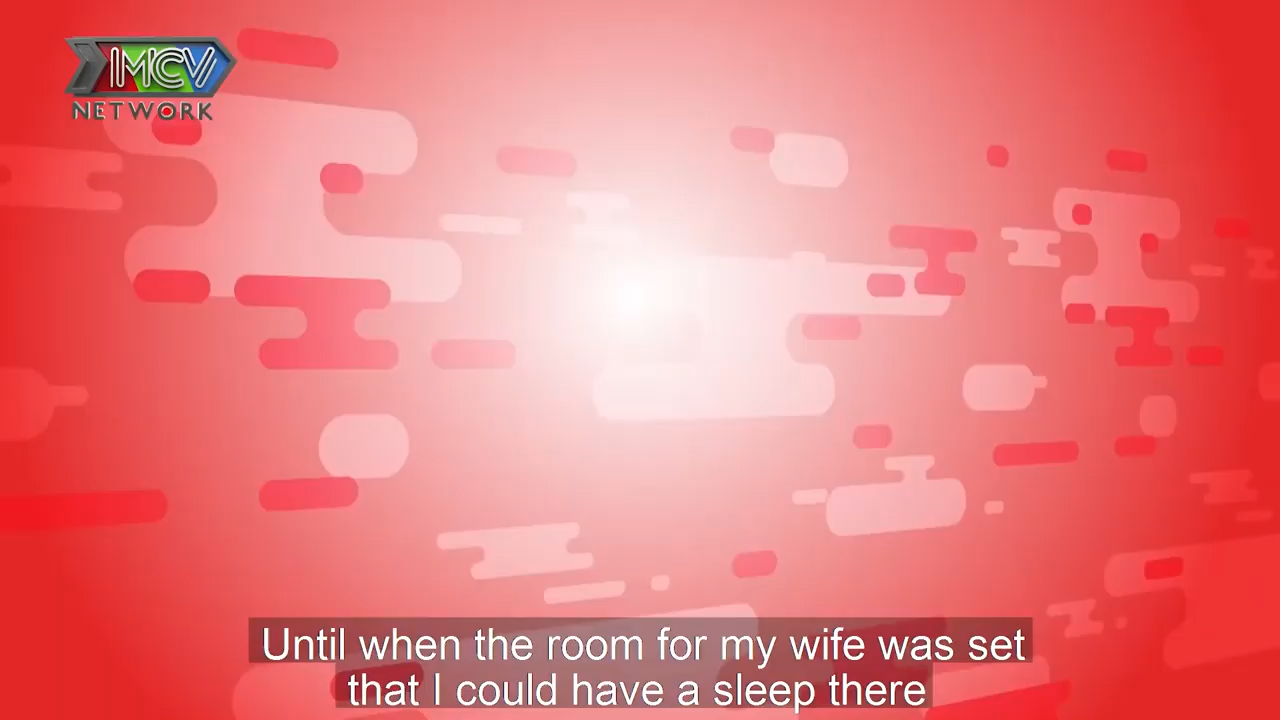 MCV
NETWORK
Until when the room for my wife was set
that I could have a sleep there